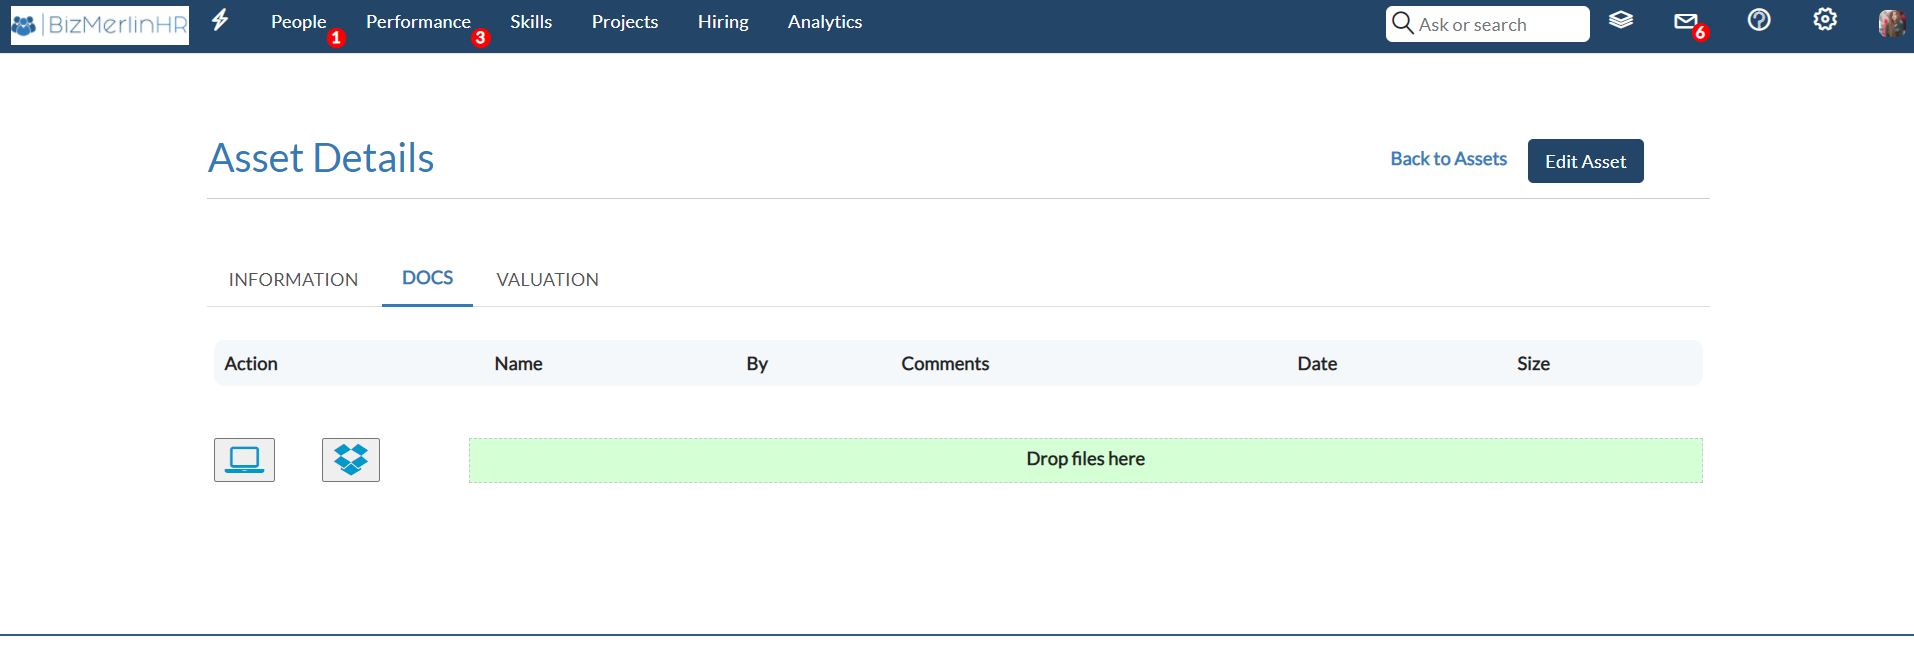 BizMerlinHR People Performance Skills Projects Hiring Analytics Ask or search
1 3 6
Asset Details Back to Assets Edit Asset
INFORMATION DOCS VALUATION
Action Name By Comments Date Size
Drop files here